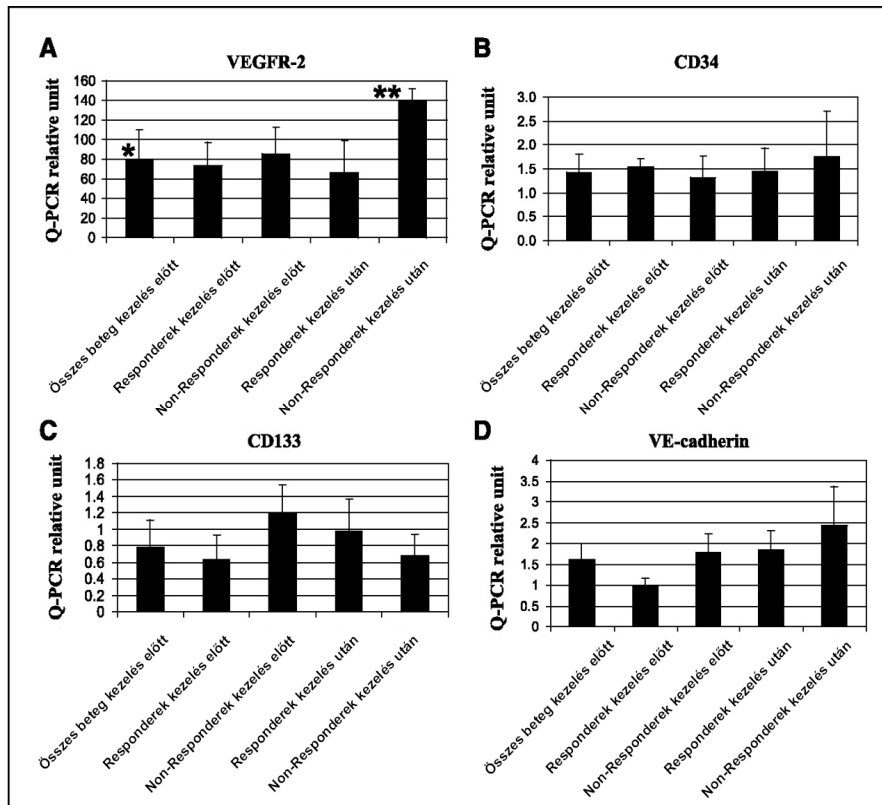 A
VEGFR-2
Q-PCR relative unit
160
140
120
100
80
60
40
20
0
*
**
Összes beteg kezelés előtt
Responderek kezelés előtt
Non-Responderek kezelés előtt
Responderek kezelés után
Non-Responderek kezelés után
B
CD34
Q-PCR relative unit
3.0
2.5
2.0
1.5
1.0
0.5
0.0
Összes beteg kezelés előtt
Responderek kezelés előtt
Non-Responderek kezelés előtt
Responderek kezelés után
Non-Responderek kezelés után
C
CD133
Q-PCR relative unit
1.8
1.6
1.4
1.2
1
0.8
0.6
0.4
0.2
0
Összes beteg kezelés előtt
Responderek kezelés előtt
Non-Responderek kezelés előtt
Responderek kezelés után
Non-Responderek kezelés után
D
VE-cadherin
Q-PCR relative unit
4
3.5
3
2.5
2
1.5
1
0.5
0
Összes beteg kezelés előtt
Responderek kezelés előtt
Non-Responderek kezelés előtt
Responderek kezelés után
Non-Responderek kezelés után